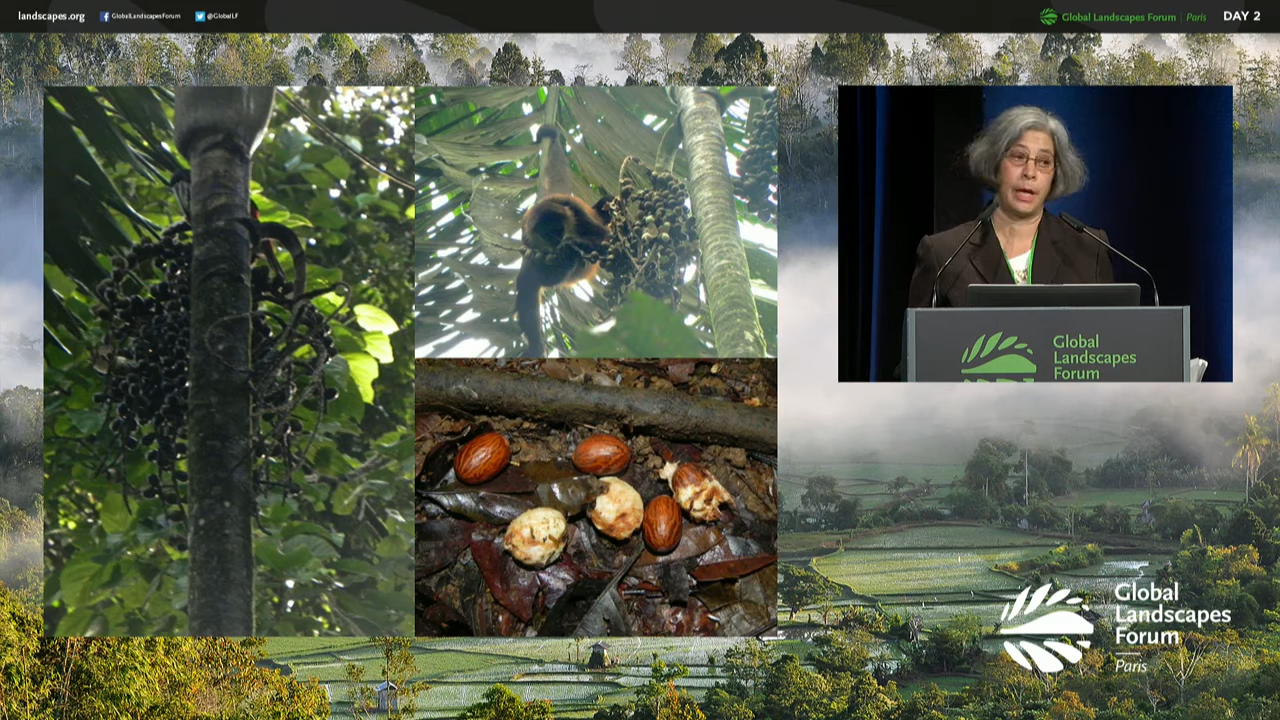 landscapes.org
GlobalLandscapesForum
@GlobalLF
Global Landscapes Forum | Paris
DAY 2
Global
Landscapes
Forum
Global
Landscapes
Forum
Paris